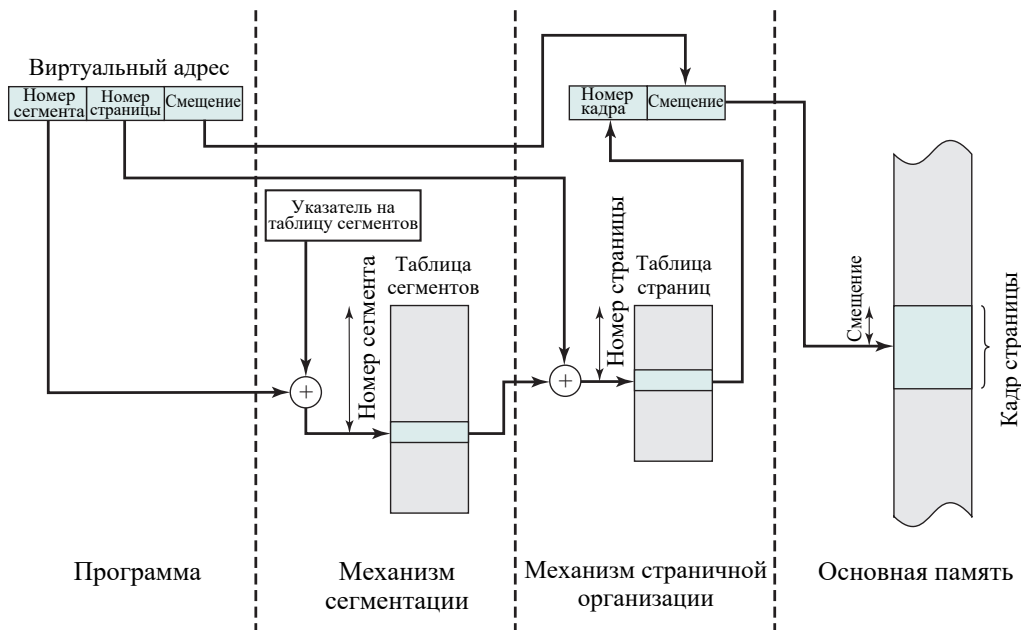 Виртуальный адрес
Номер
сегмента
Номер
страницы
Смещение
Номер
кадра
Смещение
Указатель на
таблицу сегментов
Номер сегмента
Таблица
сегментов
Номер страницы
Таблица
страниц
Смещение
Кадр страницы
+
+
Программа
Механизм
сегментации
Механизм страничной
организации
Основная память